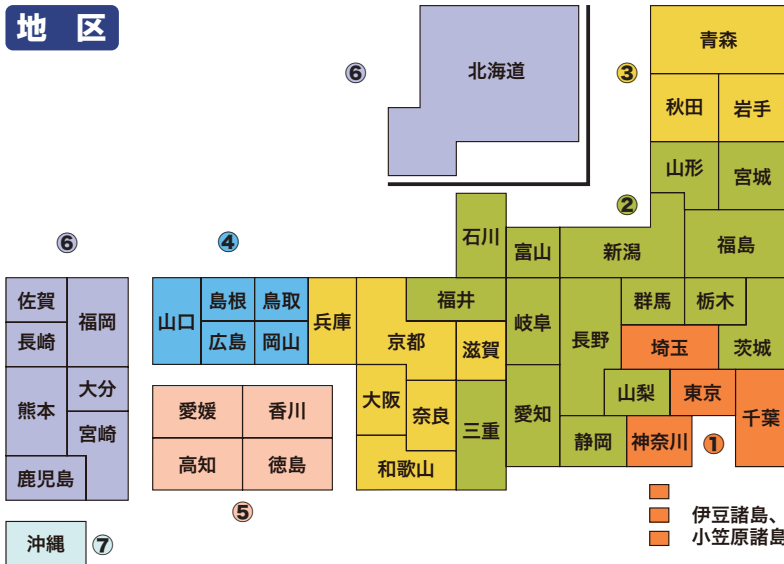 地 区
青森
⑥
北海道
③
秋田
岩手
山形
宮城
②
石川
⑥
④
富山
新潟
福島
佐賀
福岡
山口
島根
鳥取
兵庫
福井
岐阜
長野
群馬
栃木
長崎
広島
岡山
京都
滋賀
埼玉
茨城
熊本
大分
愛媛
香川
大阪
奈良
三重
愛知
山梨
東京
千葉
宮崎
静岡
神奈川
①
鹿児島
高知
徳島
和歌山
⑤
伊豆諸島、
小笠原諸島
沖縄
⑦